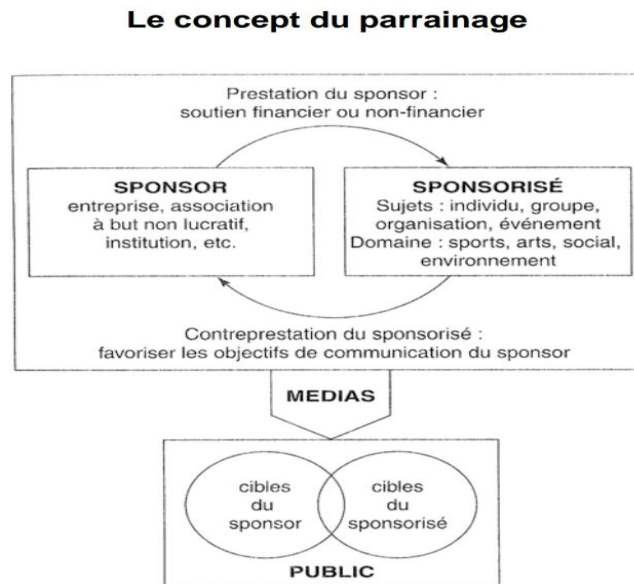 Le concept du parrainage
Prestation du sponsor :
soutien financier ou non-financier
SPONSOR
entreprise, association
à but non lucratif,
institution, etc.
SPONSORISÉ
Sujets : individu, groupe,
organisation, événement
Domaine : sports, arts, social,
environnement
Contreprestation du sponsorisé :
favoriser les objectifs de communication du sponsor
MEDIAS
cibles
du
sponsor
cibles
du
sponsorisé
PUBLIC